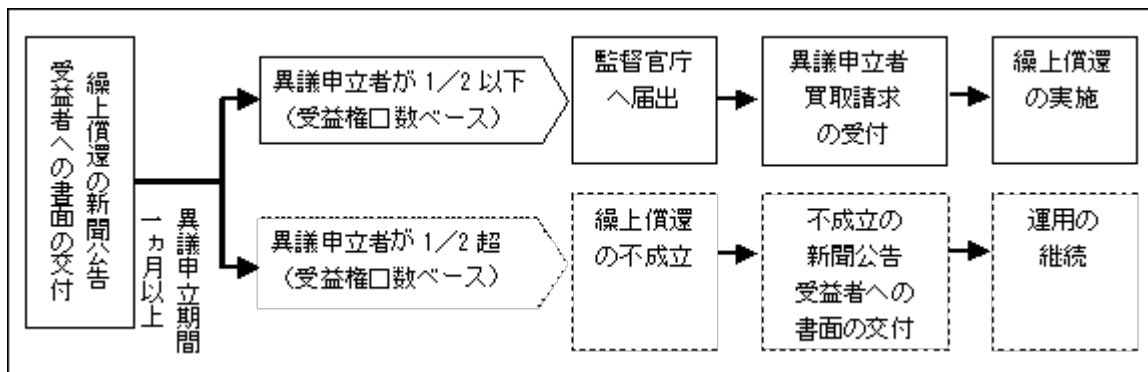 繰上償還の新聞公告
受益者への書面の交付
異議申立期間
一ヵ月以上
異議申立者が1／2以下
（受益権口数ベース）
監督官庁
へ届出
異議申立者
買取請求
の受付
繰上償還
の実施
異議申立者が1／2超
（受益権口数ベース）
繰上償還
の不成立
不成立の
新聞公告
受益者への
書面の交付
運用の
継続